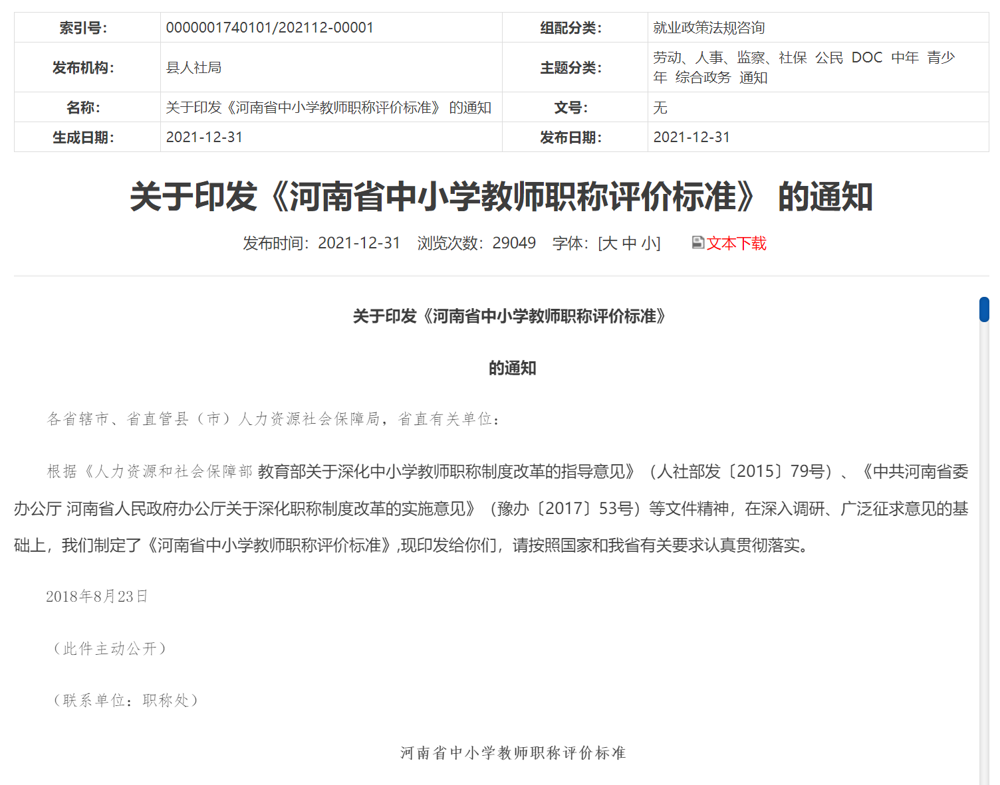 索引号： 0000001740101/202112-00001 组配分类： 就业政策法规咨询
发布机构： 县人社局 主题分类： 劳动、人事、监察、社保 公民 DOC 中年 青少
年 综合政务 通知
名称： 关于印发《河南省中小学教师职称评价标准》 的通知 文号： 无
生成日期： 2021-12-31 发布日期： 2021-12-31
关于印发《河南省中小学教师职称评价标准》 的通知
发布时间：2021-12-31 浏览次数：29049 字体：[大 中 小] 文本下载
关于印发《河南省中小学教师职称评价标准》
的通知
各省辖市、省直管县（市）人力资源社会保障局，省直有关单位：
根据《人力资源和社会保障部 教育部关于深化中小学教师职称制度改革的指导意见》（人社部发〔2015〕79号）、《中共河南省委
办公厅 河南省人民政府办公厅关于深化职称制度改革的实施意见》（豫办〔2017〕53号）等文件精神，在深入调研、广泛征求意见的基
础上，我们制定了《河南省中小学教师职称评价标准》,现印发给你们，请按照国家和我省有关要求认真贯彻落实。
2018年8月23日
（此件主动公开）
（联系单位：职称处）
河南省中小学教师职称评价标准